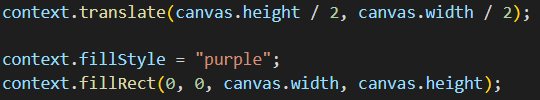 context.translate(canvas.height / 2, canvas.width / 2);
context.fillStyle = "purple";
context.fillRect(0, 0, canvas.width, canvas.height);